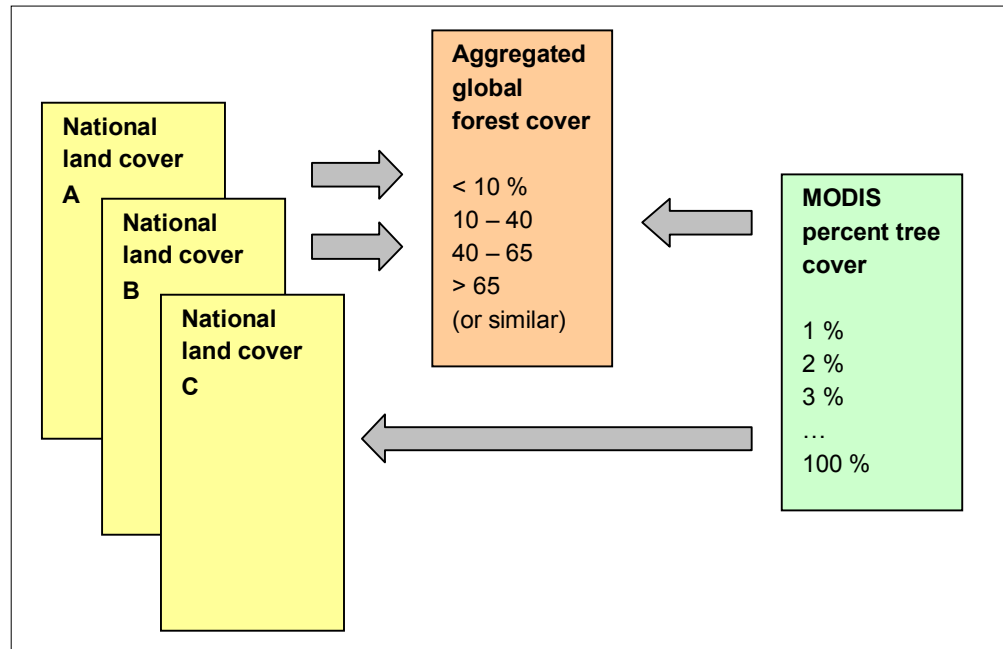 National
land cover
A
National
land cover
B
National
land cover
C
Aggregated
global
forest cover
< 10 %
10 – 40
40 – 65
> 65
(or similar)
MODIS
percent tree
cover
1 %
2 %
3 %
…
100 %